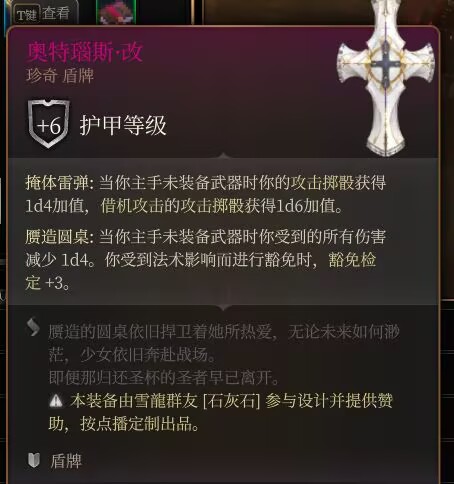 T键 查看
奥特瑙斯·改
珍奇 盾牌
+6 护甲等级
掩体雷弹: 当你主手未装备武器时你的攻击掷骰获得
1d4加值，借机攻击的攻击掷骰获得1d6加值。
赝造圆桌: 当你主手未装备武器时你受到的所有伤害
减少 1d4。你受到法术影响而进行豁免时，豁免检
定 +3。
赝造的圆桌依旧捍卫着她所热爱，无论未来如何渺
茫，少女依旧奔赴战场。
即便那归还圣杯的圣者早已离开。
本装备由雪龍群友 [石灰石] 参与设计并提供赞
助，按点播定制出品。
盾牌